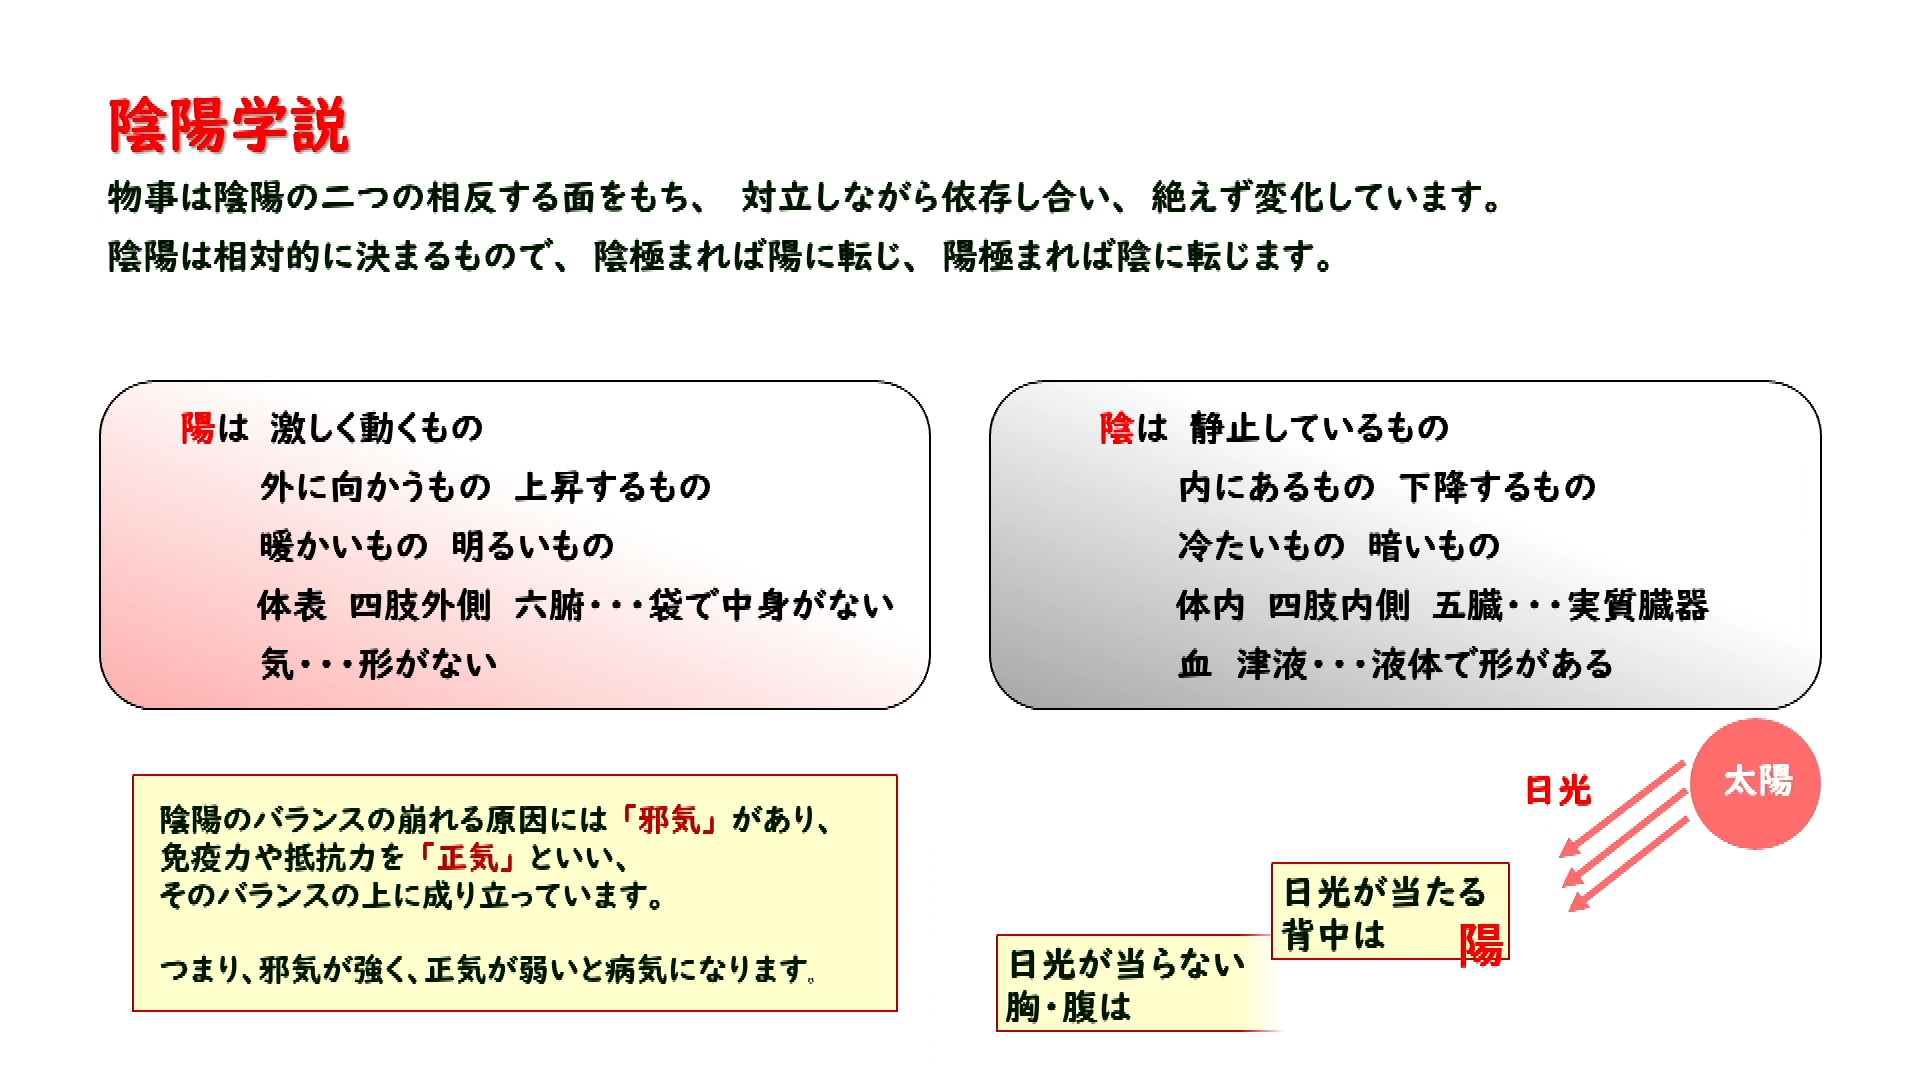 陰陽学説
物事は陰陽の二つの相反する面をもち、 対立しながら依存し合い、絶えず変化しています。
陰陽は相対的に決まるもので、陰極まれば陽に転じ、陽極まれば陰に転じます。
陽は 激しく動くもの
外に向かうもの 上昇するもの
暖かいもの 明るいもの
体表 四肢外側 六腑・・・袋で中身がない
気・・・形がない
陰は 静止しているもの
内にあるもの 下降するもの
冷たいもの 暗いもの
体内 四肢内側 五臓・・・実質臓器
血 津液・・・液体で形がある
陰陽のバランスの崩れる原因には「邪気」があり、
免疫力や抵抗力を「正気」といい、
そのバランスの上に成り立っています。
つまり、邪気が強く、正気が弱いと病気になります。
太陽
日光
日光が当たる
背中は 陽
日光が当らない
胸・腹は